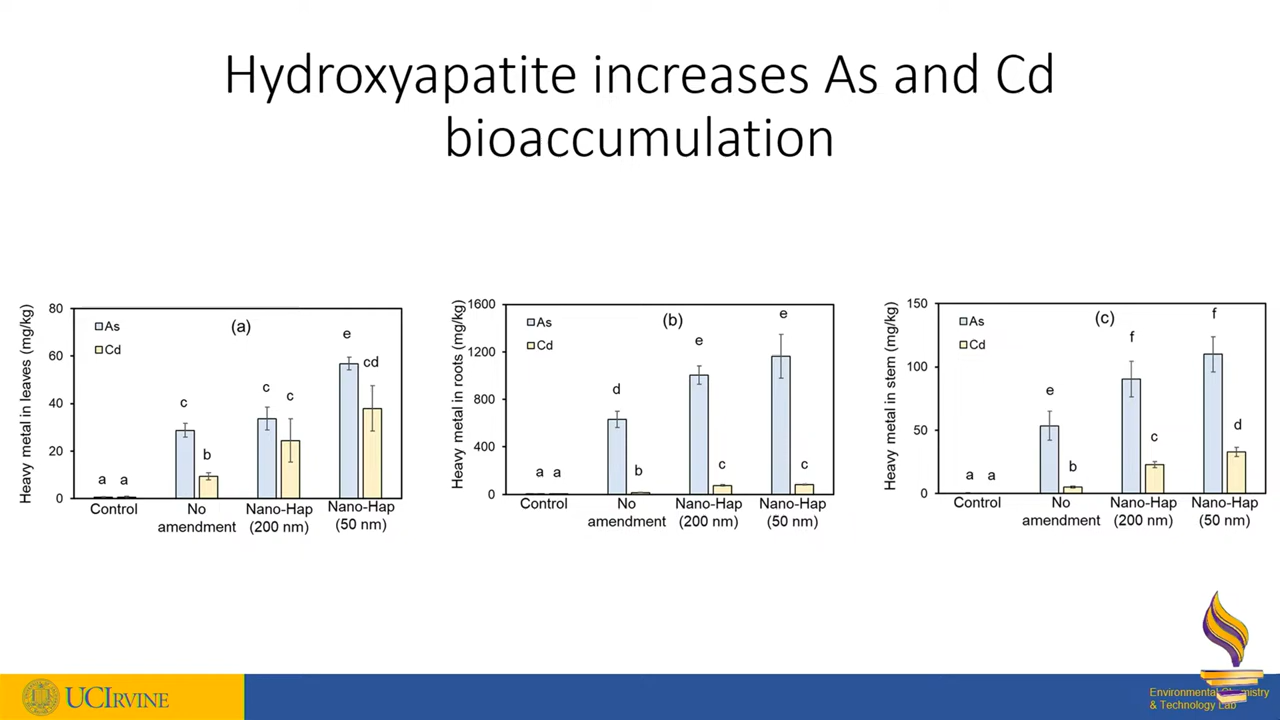 Hydroxyapatite increases As and Cd
bioaccumulation
Heavy metal in leaves (mg/kg)
80
60
40
20
0
As
Cd
(a)
a a
c
b
c
c
e
cd
Control
No
amendment
Nano-Hap
(200 nm)
Nano-Hap
(50 nm)
Heavy metal in roots (mg/kg)
1600
1200
800
400
0
As
Cd
(b)
a a
d
b
e
c
e
c
Control
No
amendment
Nano-Hap
(200 nm)
Nano-Hap
(50 nm)
Heavy metal in stem (mg/kg)
150
100
50
0
As
Cd
(c)
a a
e
b
f
c
f
d
Control
No
amendment
Nano-Hap
(200 nm)
Nano-Hap
(50 nm)
UCIRVINE
Environmental Chemistry
& Technology Lab